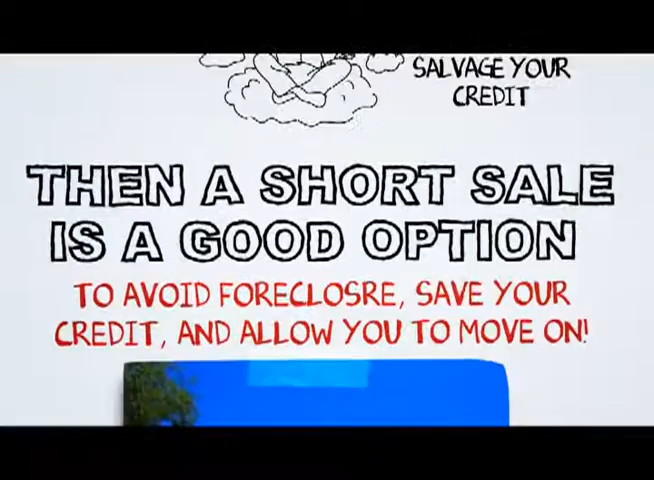 SALVAGE YOUR
CREDIT
THEN A SHORT SALE
IS A GOOD OPTION
TO AVOID FORECLOSRE, SAVE YOUR
CREDIT, AND ALLOW YOU TO MOVE ON!